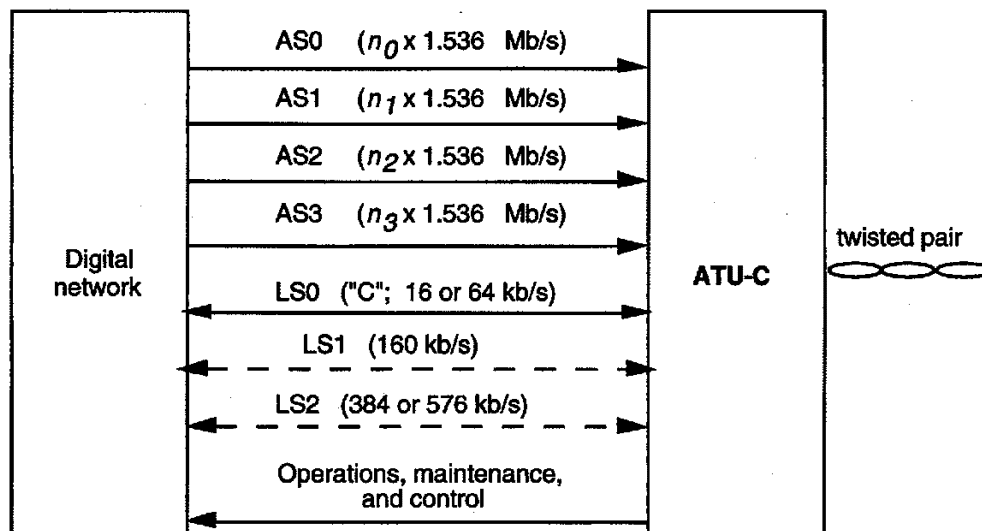 AS0 (n0 x 1.536 Mb/s)
AS1 (n1 x 1.536 Mb/s)
AS2 (n2 x 1.536 Mb/s)
AS3 (n3 x 1.536 Mb/s)
Digital
network
LS0 ("C"; 16 or 64 kb/s)
LS1 (160 kb/s)
LS2 (384 or 576 kb/s)
Operations, maintenance,
and control
ATU-C
twisted pair